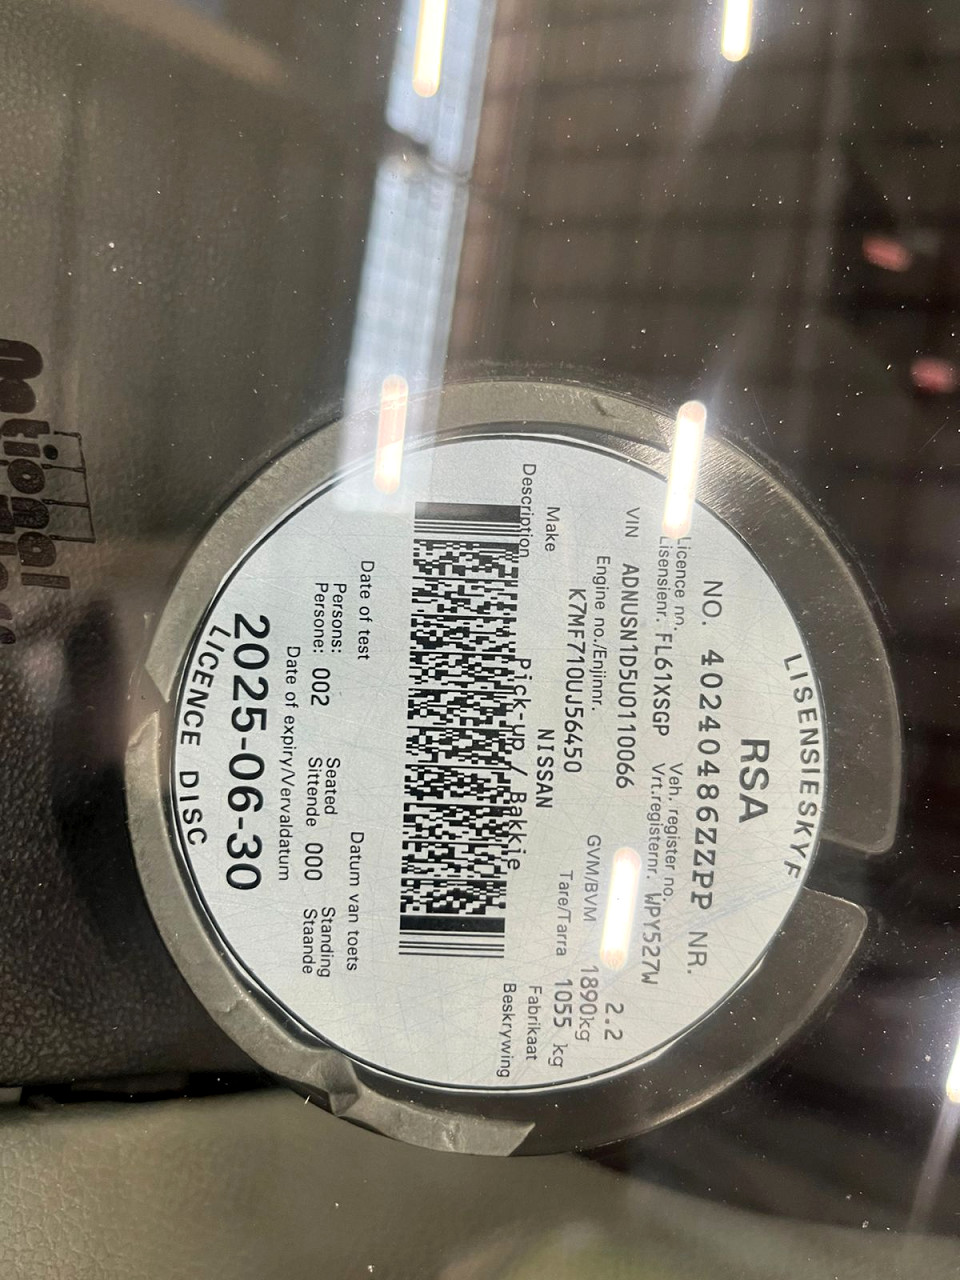 LISENSIESKYF
RSA
NO. 40240486ZZPP NR.
Licence no. Veh. register no.
Lisensienr. FL61XSGP Vrt.registernr. WPY527W
VIN ADNUSN1D5U0110066 2.2
Engine no./Enjinnr. GVM/BVM 1890kg
K7MF710UJ56450 Tare/Tarra 1055 kg
Make NISSAN Fabrikaat
Description Pick-up / Bakkie Beskrywing
Date of test Datum van toets
Persons: Seated Standing
Persone: 002 Sittende 000 Staande
Date of expiry/Vervaldatum
2025-06-30
LICENCE DISC